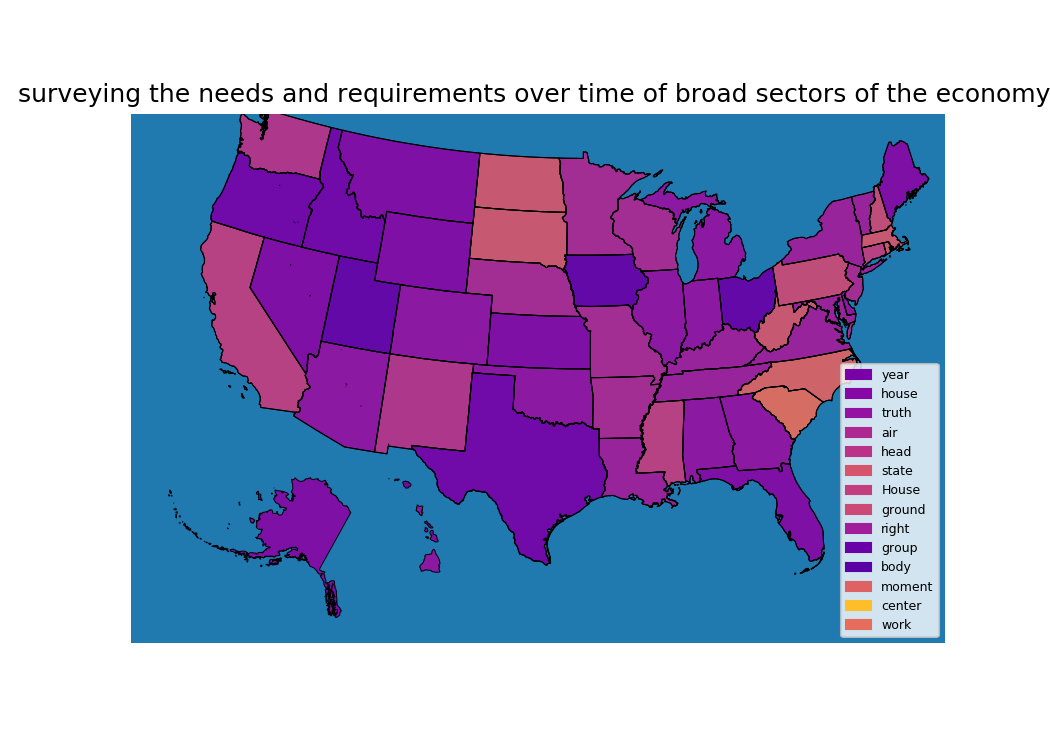 surveying the needs and requirements over time of broad sectors of the economy
year
house
truth
air
head
state
House
ground
right
group
body
moment
center
work